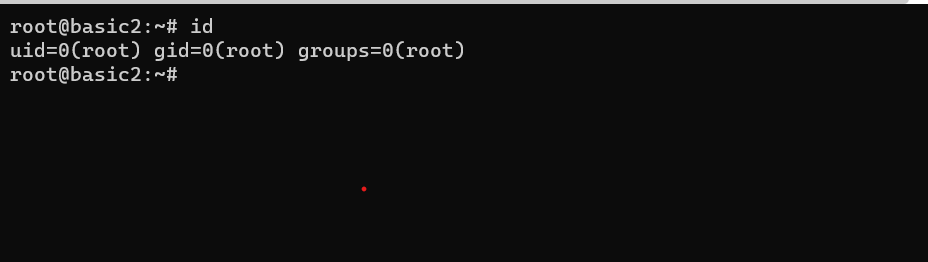 root@basic2:~# id
uid=0(root) gid=0(root) groups=0(root)
root@basic2:~#